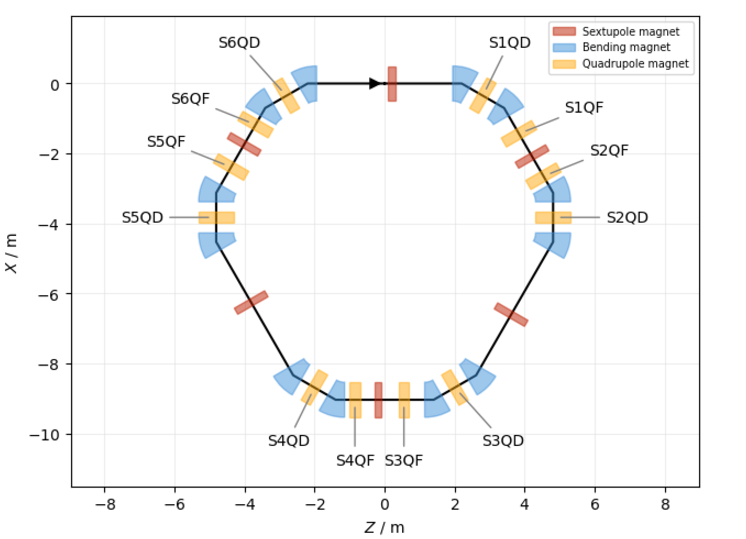 Sextupole magnet
Bending magnet
Quadrupole magnet
S6QD
S1QD
S6QF
S1QF
S5QF
S2QF
S5QD
S2QD
S4QD
S3QD
S4QF S3QF
0
−2
−4
−6
−8
−10
X / m
−8 −6 −4 −2 0 2 4 6 8
Z / m